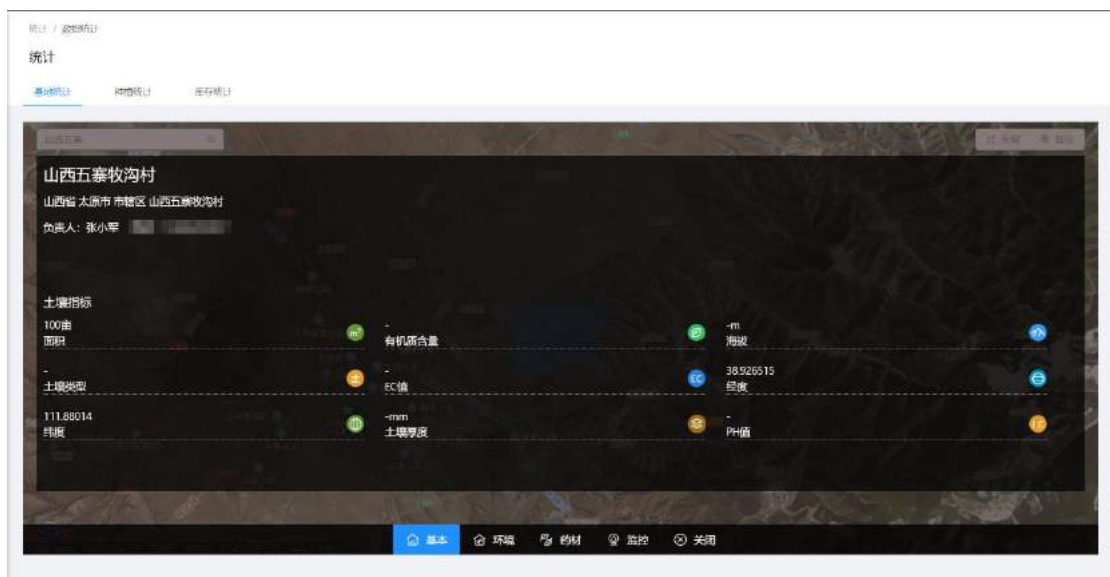 统计 / 基地统计
统计
基地统计 种植统计 库存统计
山西五寨
山西五寨牧沟村
山西省 太原市 市辖区 山西五寨牧沟村
负责人：张小军
土壤指标
100亩
面积
-
有机质含量
-m
海拔
-
土壤类型
-
EC值
38.926515
经度
111.88014
纬度
-mm
土壤厚度
-
PH值
基本 环境 药材 监控 关闭